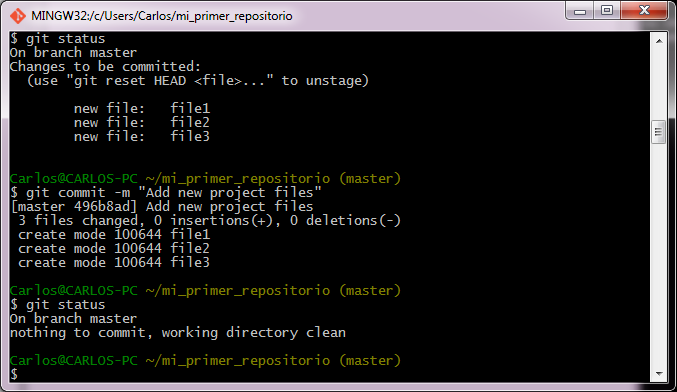 MINGW32:/c/Users/Carlos/mi_primer_repositorio
$ git status
On branch master
Changes to be committed:
  (use "git reset HEAD <file>..." to unstage)
        new file:   file1
        new file:   file2
        new file:   file3
Carlos@CARLOS-PC ~/mi_primer_repositorio (master)
$ git commit -m "Add new project files"
[master 496b8ad] Add new project files
 3 files changed, 0 insertions(+), 0 deletions(-)
 create mode 100644 file1
 create mode 100644 file2
 create mode 100644 file3
Carlos@CARLOS-PC ~/mi_primer_repositorio (master)
$ git status
On branch master
nothing to commit, working directory clean
Carlos@CARLOS-PC ~/mi_primer_repositorio (master)
$